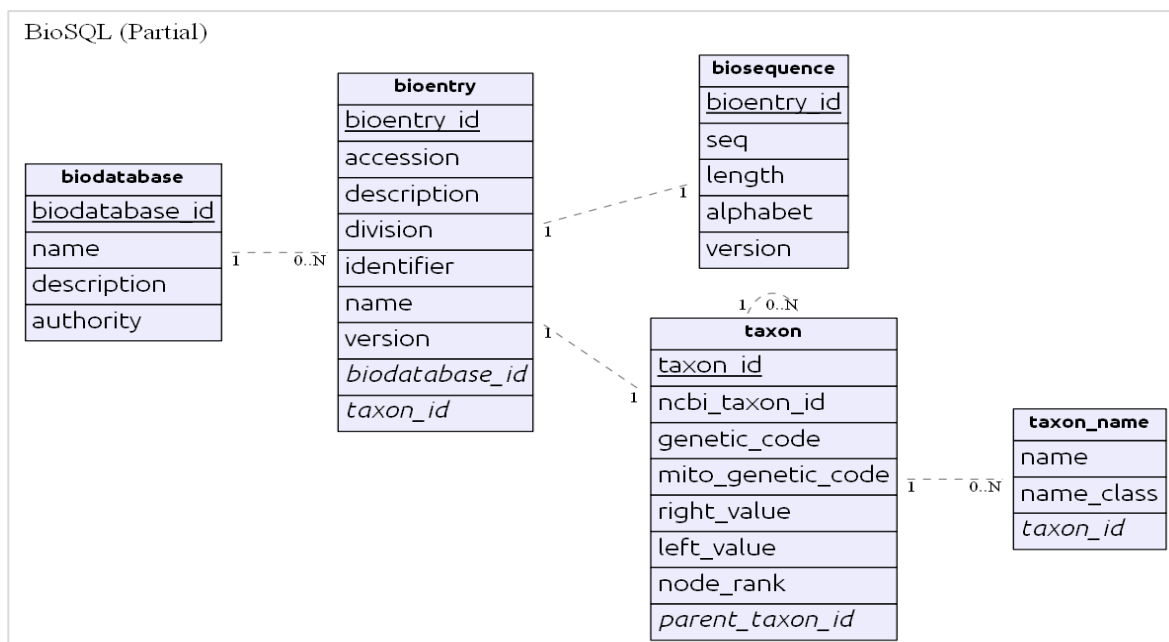 BioSQL (Partial)
biodatabase
biodatabase_id
name
description
authority
1
0..N
bioentry
bioentry_id
accession
description
division
identifier
name
version
biodatabase_id
taxon_id
1
1
1
1
biosequence
bioentry_id
seq
length
alphabet
version
1
0..N
taxon
taxon_id
ncbi_taxon_id
genetic_code
mito_genetic_code
right_value
left_value
node_rank
parent_taxon_id
1
0..N
taxon_name
name
name_class
taxon_id